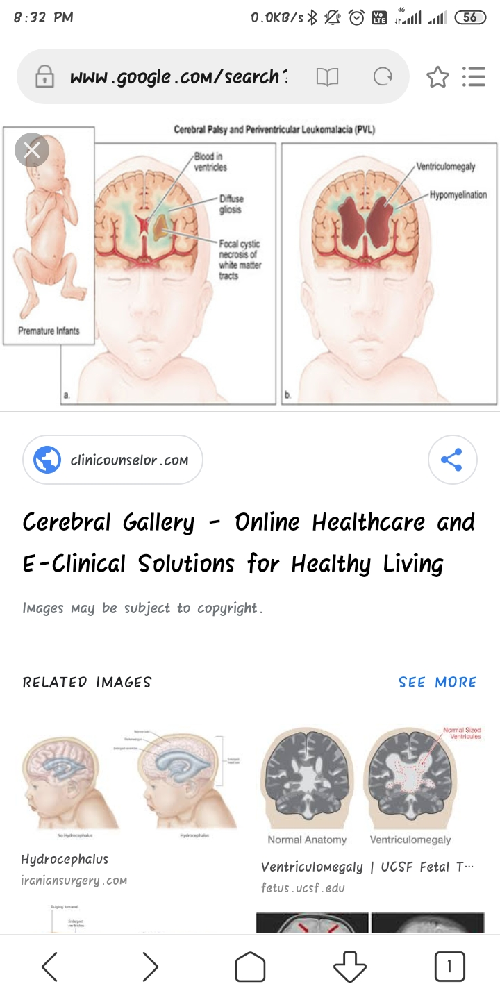 8:32 PM
0.0KB/s
4G
Vo
LTE
56
www.google.com/search?
Cerebral Palsy and Periventricular Leukomalacia (PVL)
Blood in
ventricles
Diffuse
gliosis
Focal cystic
necrosis of
white matter
tracts
Premature Infants
a.
Ventriculomegaly
Hypomyelination
b.
clinicounselor.com
Cerebral Gallery - Online Healthcare and
E-Clinical Solutions for Healthy Living
Images may be subject to copyright.
RELATED IMAGES
SEE MORE
No Hydrocephalus
Hydrocephalus
Normal Sized
Ventricules
Normal Anatomy
Ventriculomegaly
Hydrocephalus
iraniansurgery.com
Ventriculomegaly | UCSF Fetal T...
fetus.ucsf.edu
Bulging fontanel
Enlarged
ventricles
1